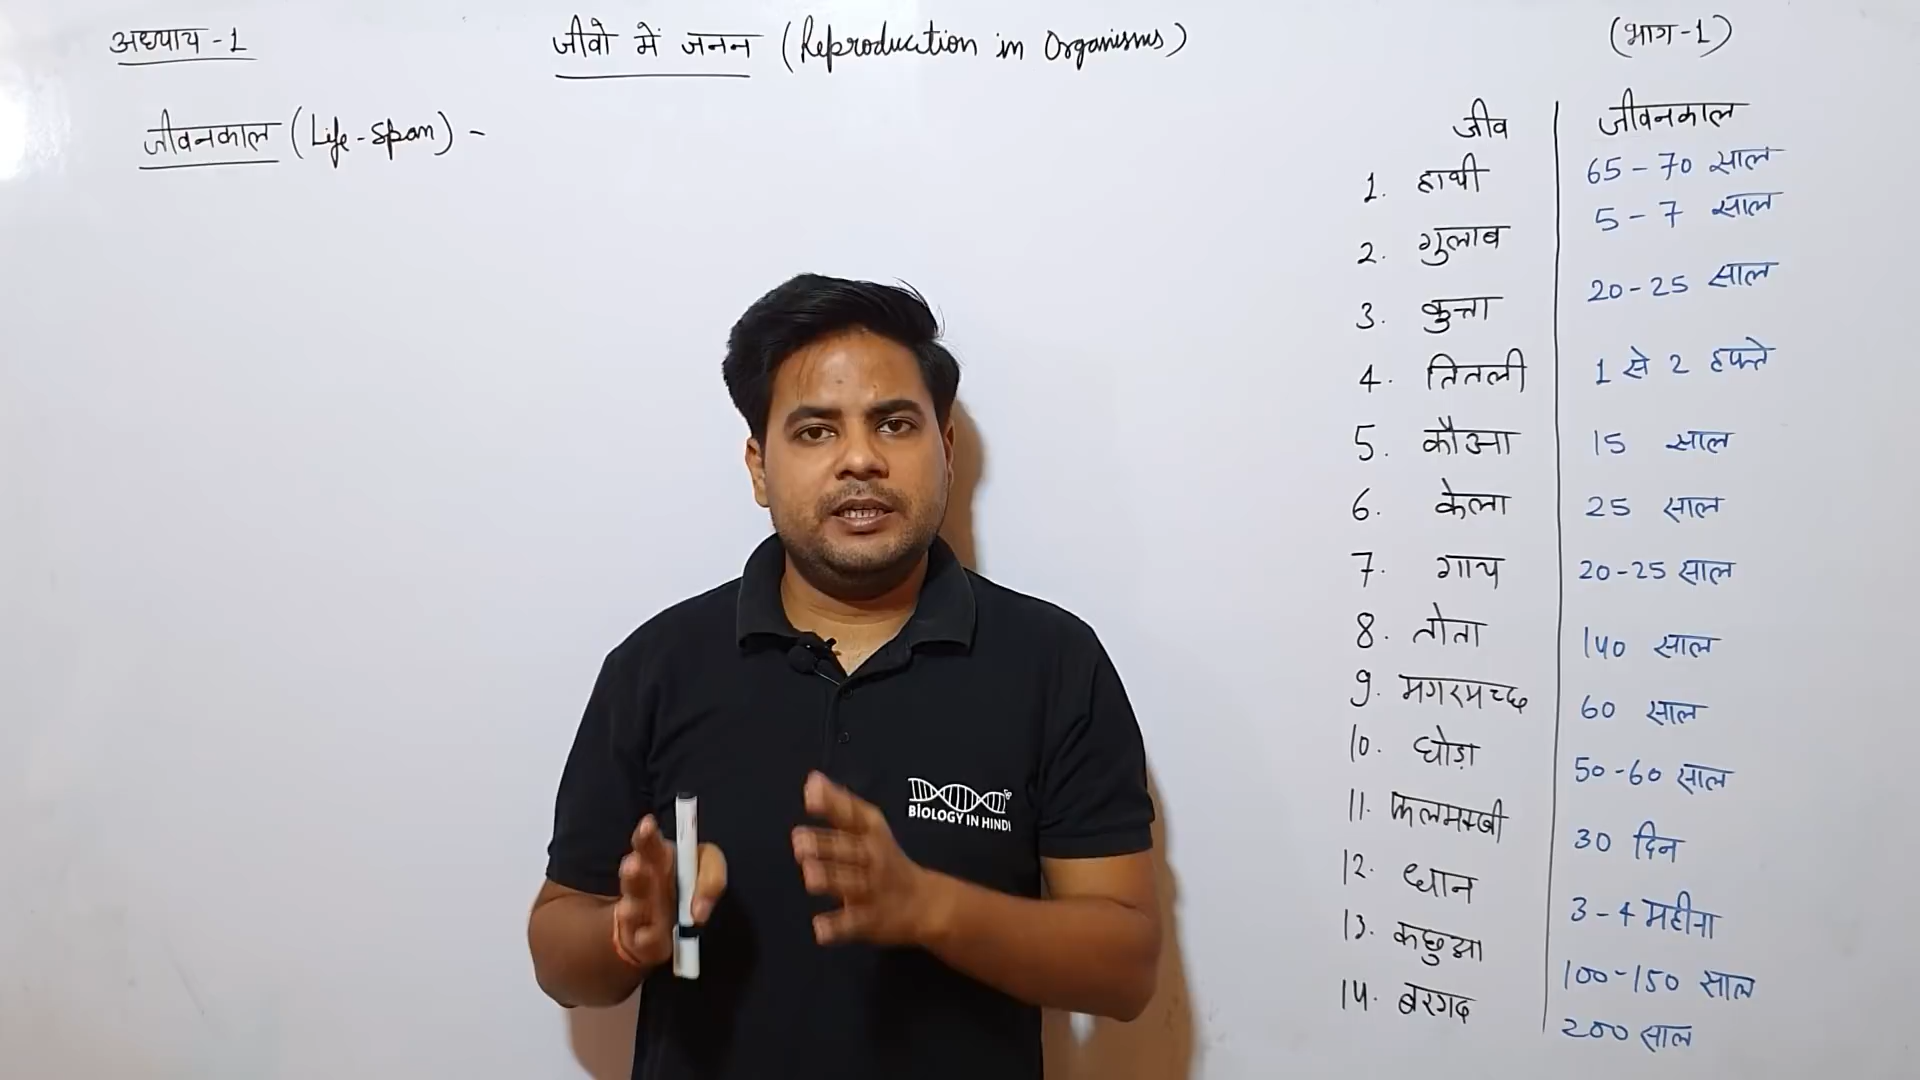 अध्याय - 1
जीवो में जनन (Reproduction in Organisms)
(भाग-1)
जीवनकाल (Life-Span) -
जीव जीवनकाल
1. हाथी 65 - 70 साल
2. गुलाब 5 - 7 साल
3. कुत्ता 20-25 साल
4. तितली 1 से 2 हफ्ते
5. कौआ 15 साल
6. केला 25 साल
7. गाय 20-25 साल
8. तोता 140 साल
9. मगरमच्छ 60 साल
10. घोड़ा 50-60 साल
11. फलमक्खी 30 दिन
12. धान 3-4 महीना
13. कछुआ 100-150 साल
14. बरगद 200 साल
BIOLOGY IN HINDI